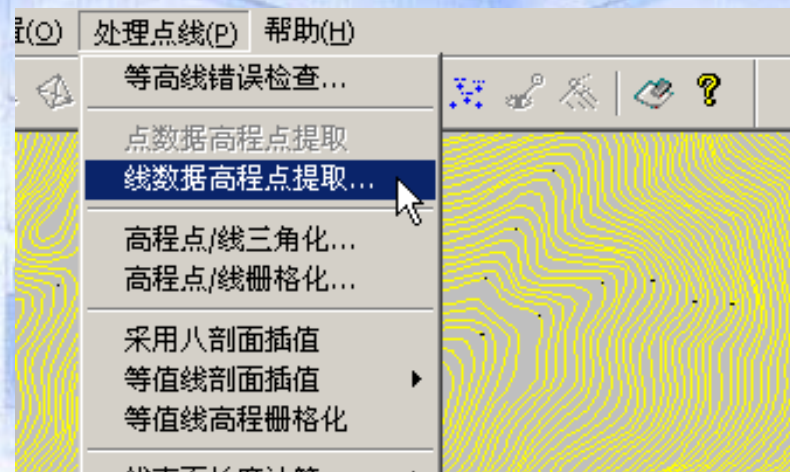 (O) 处理点线(P) 帮助(H)
等高线错误检查...
点数据高程点提取
线数据高程点提取...
高程点/线三角化...
高程点/线栅格化...
采用八剖面插值
等值线剖面插值
等值线高程栅格化